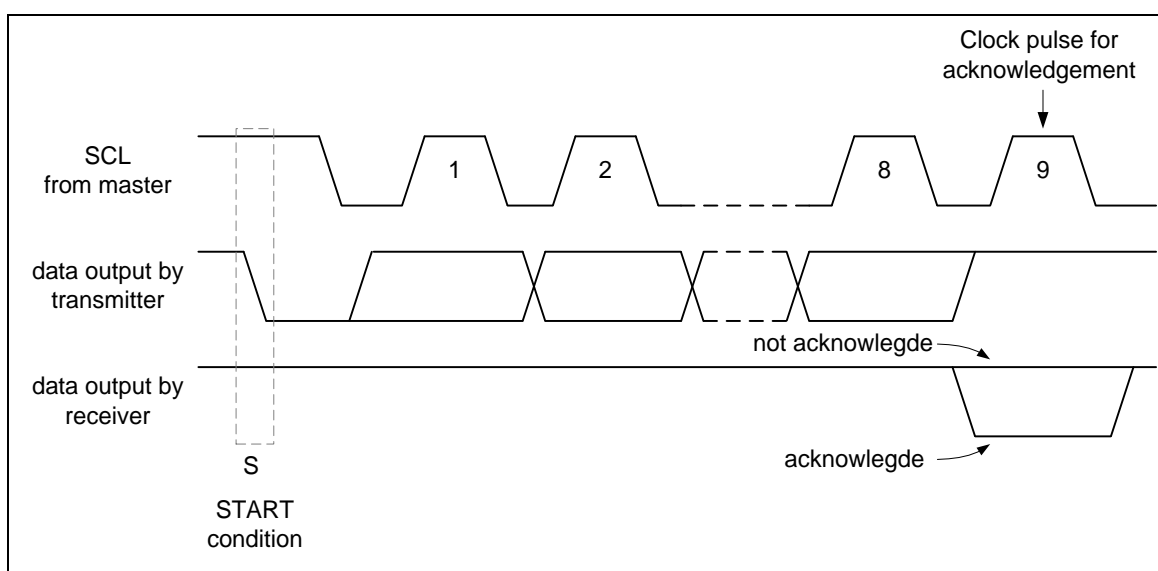 Clock pulse for
acknowledgement
SCL
from master
1
2
8
9
data output by
transmitter
not acknowlegde
data output by
receiver
acknowlegde
S
START
condition